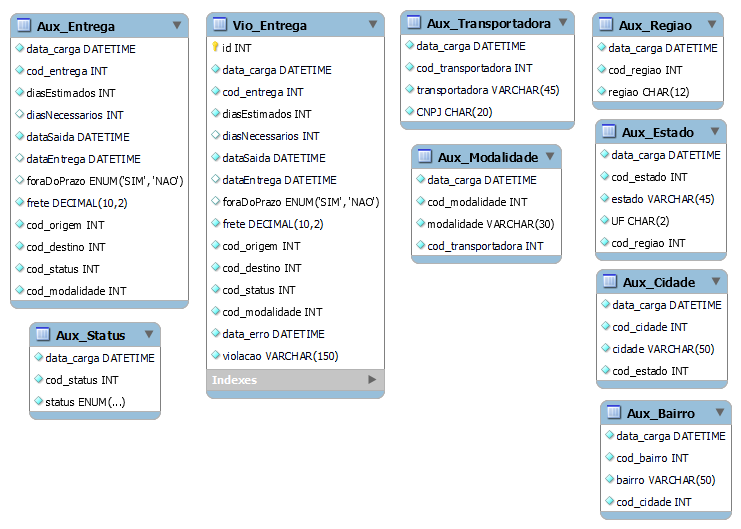 Aux_Entrega
data_carga DATETIME
cod_entrega INT
diasEstimados INT
diasNecessarios INT
dataSaida DATETIME
dataEntrega DATETIME
foraDoPrazo ENUM('SIM', 'NAO')
frete DECIMAL(10,2)
cod_origem INT
cod_destino INT
cod_status INT
cod_modalidade INT
Aux_Status
data_carga DATETIME
cod_status INT
status ENUM(...)
Vio_Entrega
id INT
data_carga DATETIME
cod_entrega INT
diasEstimados INT
diasNecessarios INT
dataSaida DATETIME
dataEntrega DATETIME
foraDoPrazo ENUM('SIM', 'NAO')
frete DECIMAL(10,2)
cod_origem INT
cod_destino INT
cod_status INT
cod_modalidade INT
data_erro DATETIME
violacao VARCHAR(150)
Indexes
Aux_Transportadora
data_carga DATETIME
cod_transportadora INT
transportadora VARCHAR(45)
CNPJ CHAR(20)
Aux_Modalidade
data_carga DATETIME
cod_modalidade INT
modalidade VARCHAR(30)
cod_transportadora INT
Aux_Regiao
data_carga DATETIME
cod_regiao INT
regiao CHAR(12)
Aux_Estado
data_carga DATETIME
cod_estado INT
estado VARCHAR(45)
UF CHAR(2)
cod_regiao INT
Aux_Cidade
data_carga DATETIME
cod_cidade INT
cidade VARCHAR(50)
cod_estado INT
Aux_Bairro
data_carga DATETIME
cod_bairro INT
bairro VARCHAR(50)
cod_cidade INT